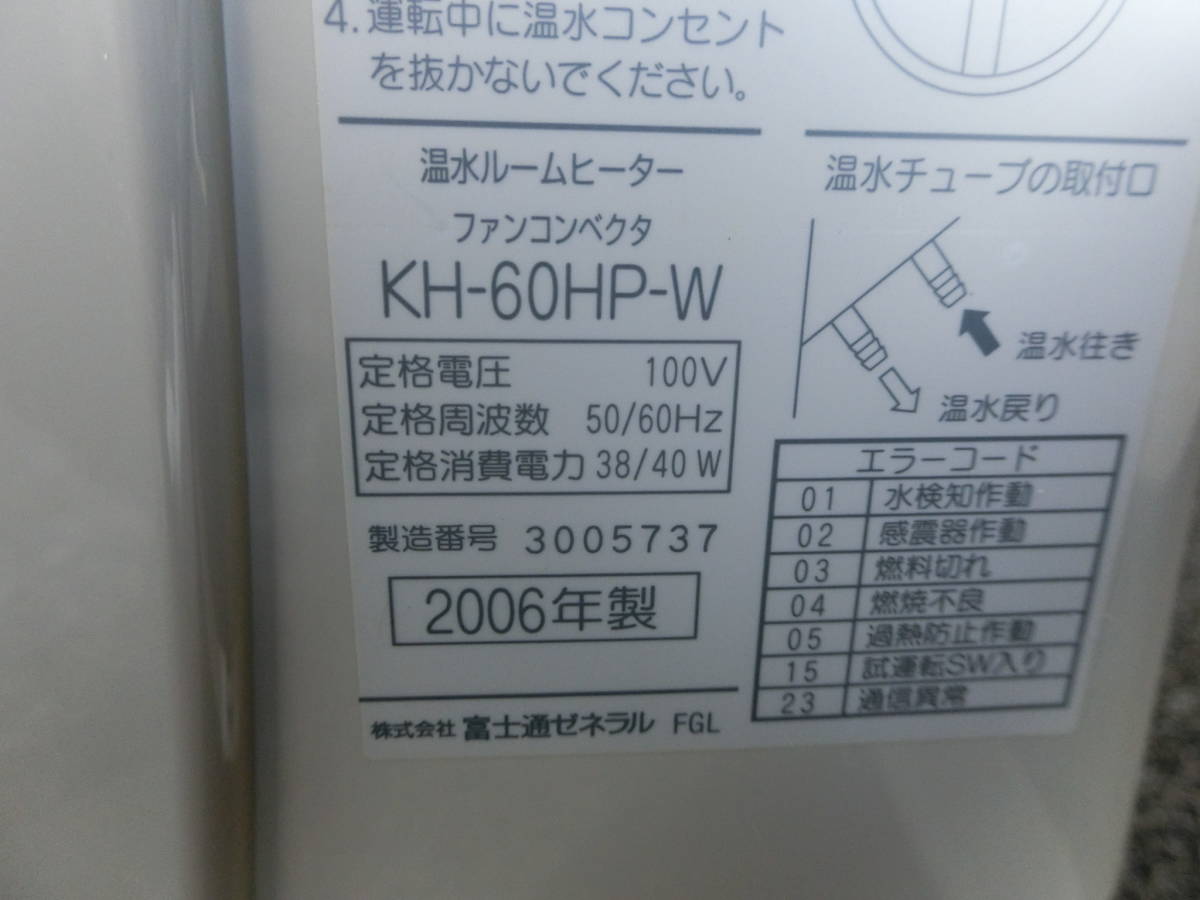 4.運転中に温水コンセント
を抜かないでください。
温水ルームヒーター
ファンコンベクタ
KH-60HP-W
定格電圧 100V
定格周波数 50/60Hz
定格消費電力 38/40W
製造番号 3005737
2006年製
株式会社 富士通ゼネラル FGL
温水チューブの取付口
温水往き
温水戻り
エラーコード
01 水検知作動
02 感震器作動
03 燃料切れ
04 燃焼不良
05 過熱防止作動
15 試運転SW入り
23 通信異常